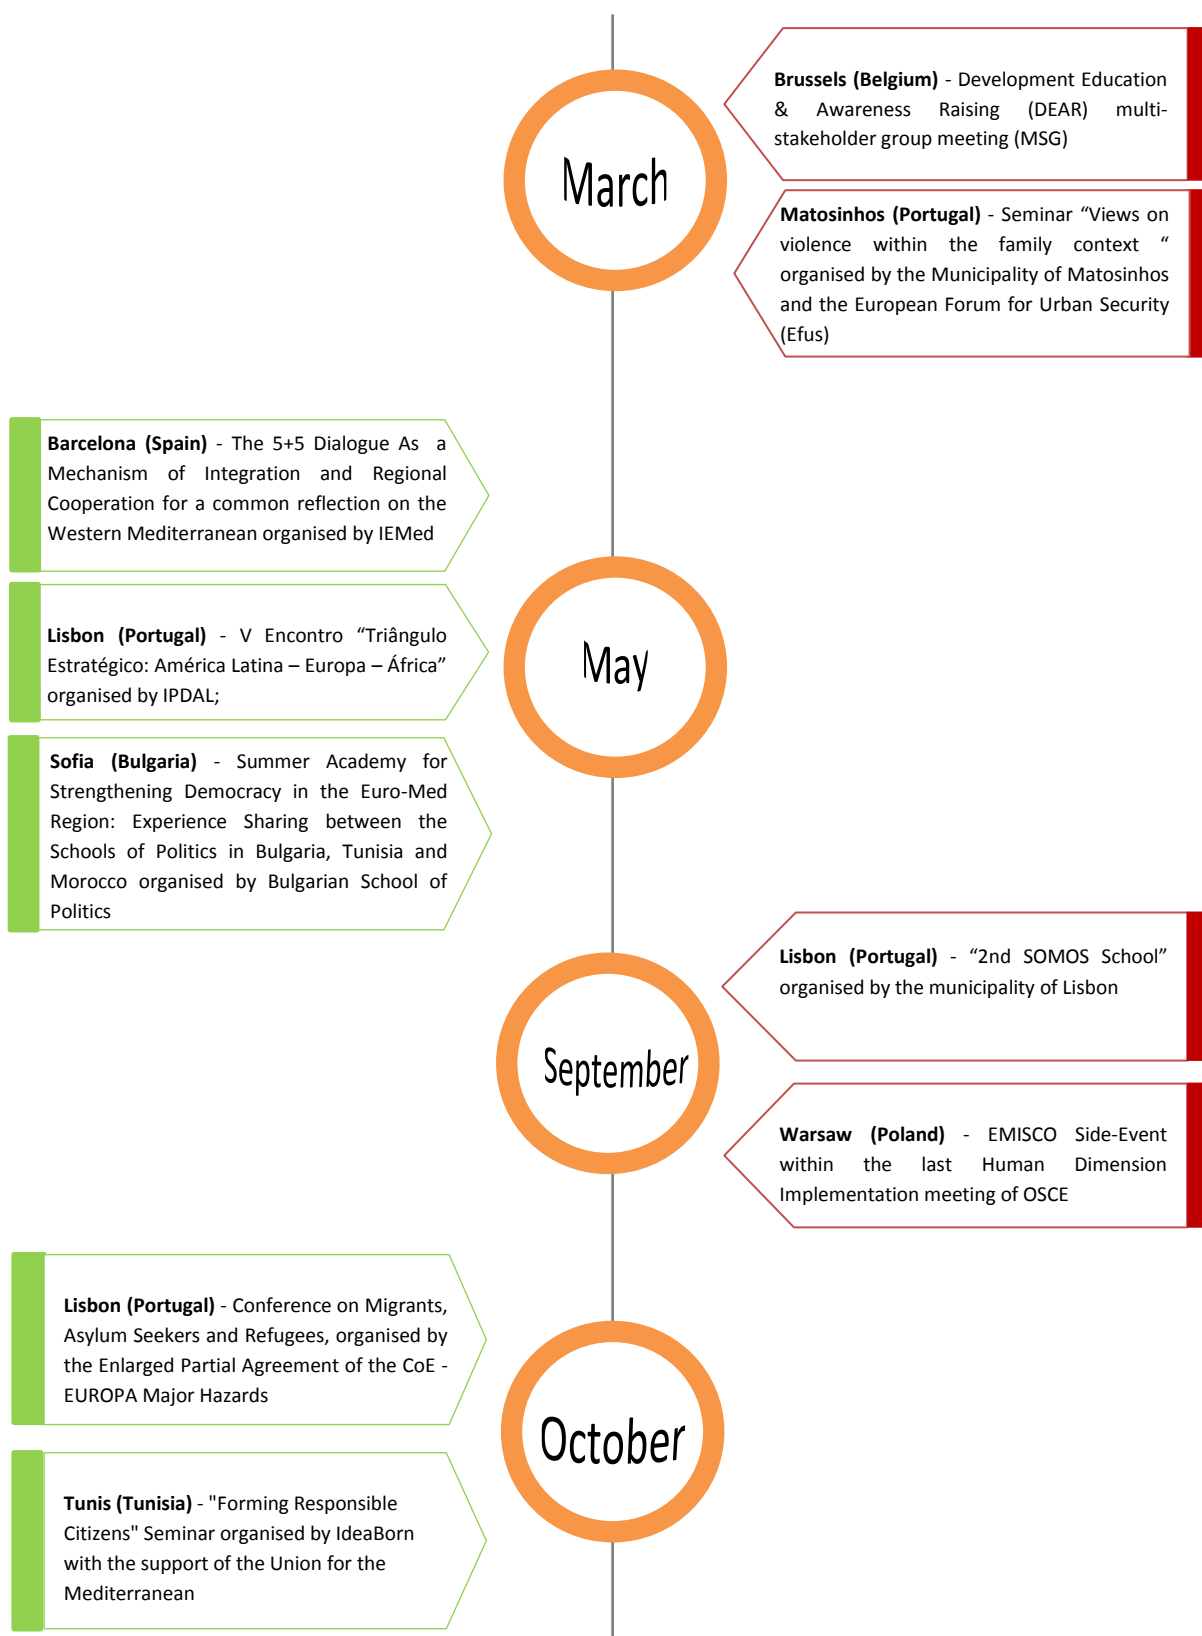 March
Brussels (Belgium) - Development Education
& Awareness Raising (DEAR) multi-
stakeholder group meeting (MSG)
Matosinhos (Portugal) - Seminar “Views on
violence within the family context “
organised by the Municipality of Matosinhos
and the European Forum for Urban Security
(Efus)
May
Barcelona (Spain) - The 5+5 Dialogue As a
Mechanism of Integration and Regional
Cooperation for a common reflection on the
Western Mediterranean organised by IEMed
Lisbon (Portugal) - V Encontro “Triângulo
Estratégico: América Latina – Europa – África”
organised by IPDAL;
Sofia (Bulgaria) - Summer Academy for
Strengthening Democracy in the Euro-Med
Region: Experience Sharing between the
Schools of Politics in Bulgaria, Tunisia and
Morocco organised by Bulgarian School of
Politics
September
Lisbon (Portugal) - “2nd SOMOS School”
organised by the municipality of Lisbon
Warsaw (Poland) - EMISCO Side-Event
within the last Human Dimension
Implementation meeting of OSCE
October
Lisbon (Portugal) - Conference on Migrants,
Asylum Seekers and Refugees, organised by
the Enlarged Partial Agreement of the CoE -
EUROPA Major Hazards
Tunis (Tunisia) - "Forming Responsible
Citizens" Seminar organised by IdeaBorn
with the support of the Union for the
Mediterranean